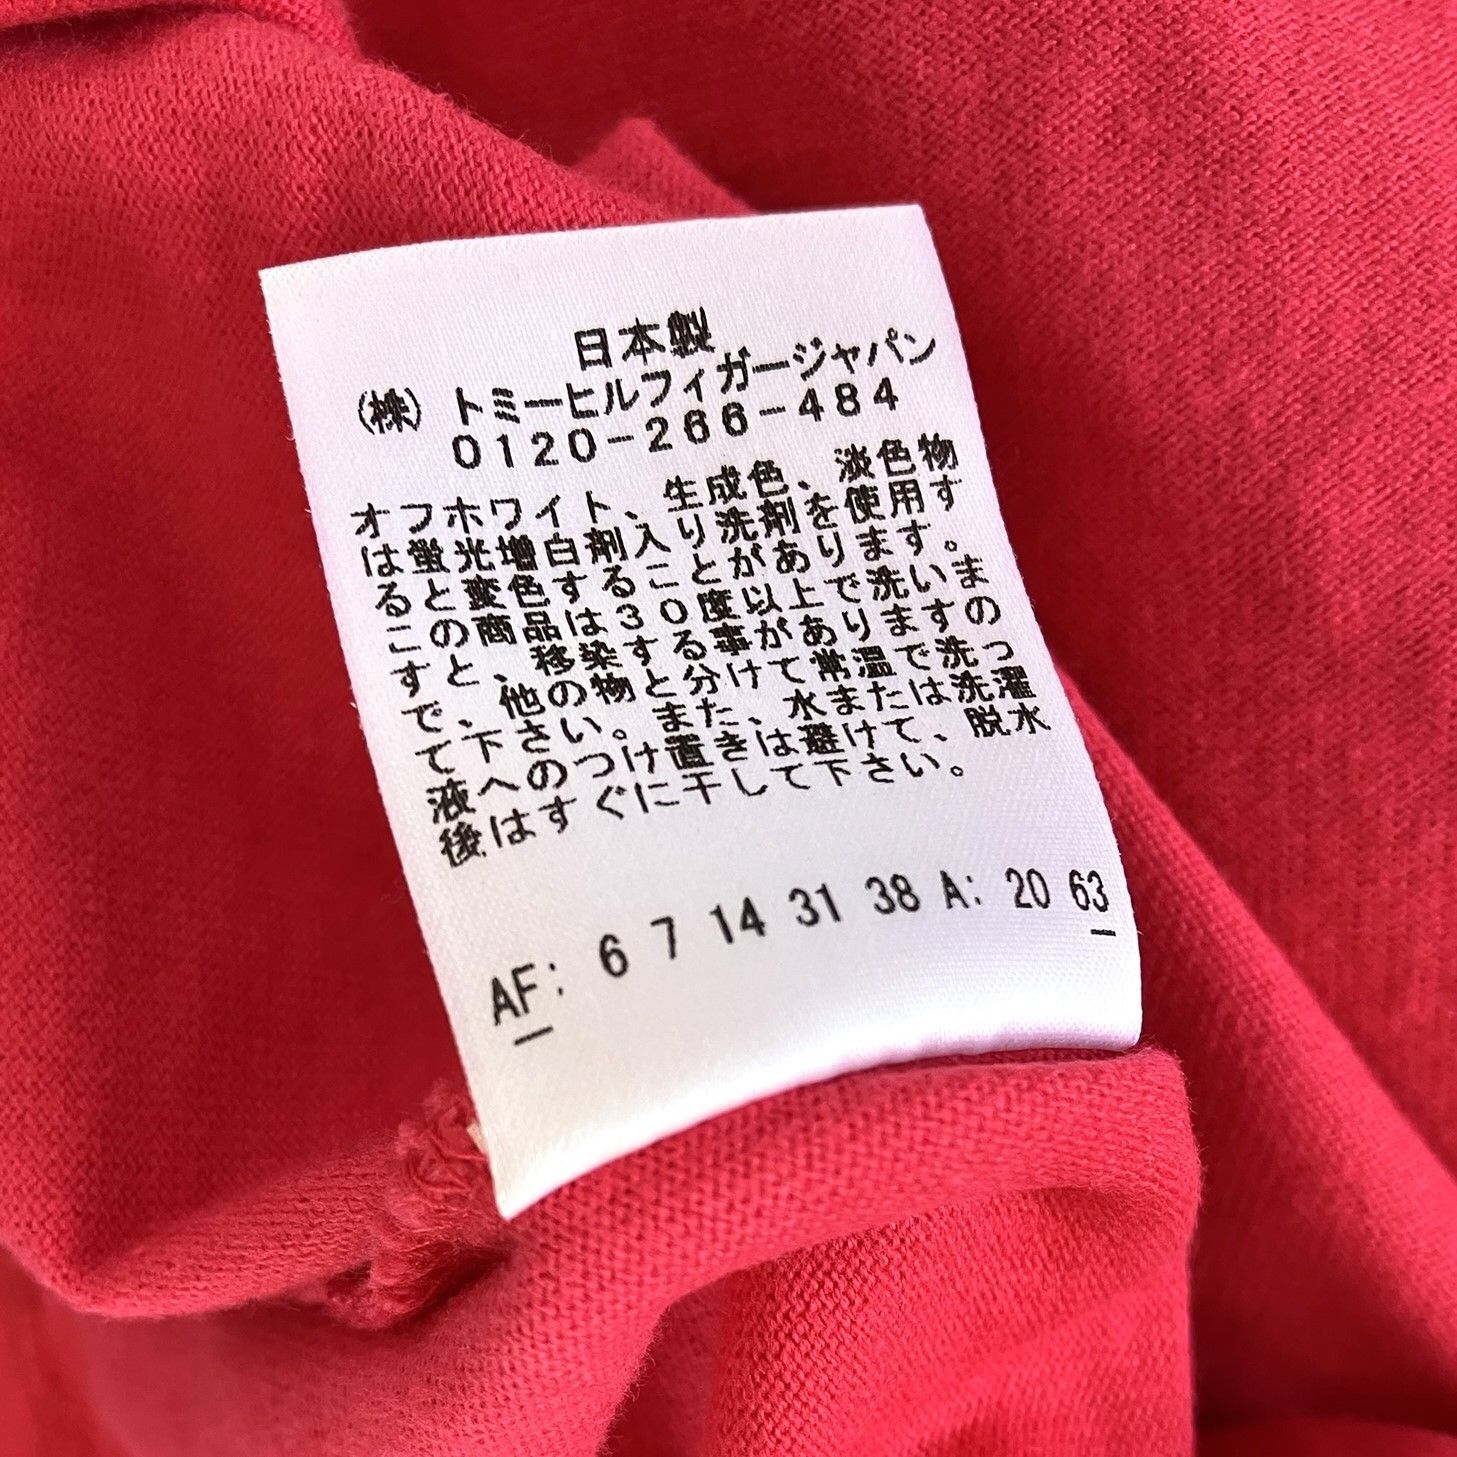 日本製
(株) トミーヒルフィガージャパン
0120-266-484
オフホワイト、生成色、淡色物
は蛍光増白剤入り洗剤を使用す
ると変色することがあります。
この商品は30度以上で洗いま
すと、移染する事がありますの
で、他の物と分けて常温で洗っ
て下さい。また、水または洗濯
液へのつけ置きは避けて、脱水
後はすぐに干して下さい。
AF: 6 7 14 31 38 A: 20 63